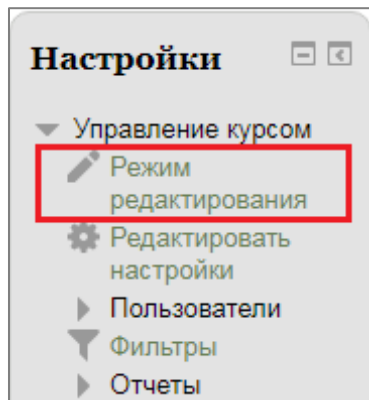 Настройки
Управление курсом
Режим
редактирования
Редактировать
настройки
Пользователи
Фильтры
Отчеты